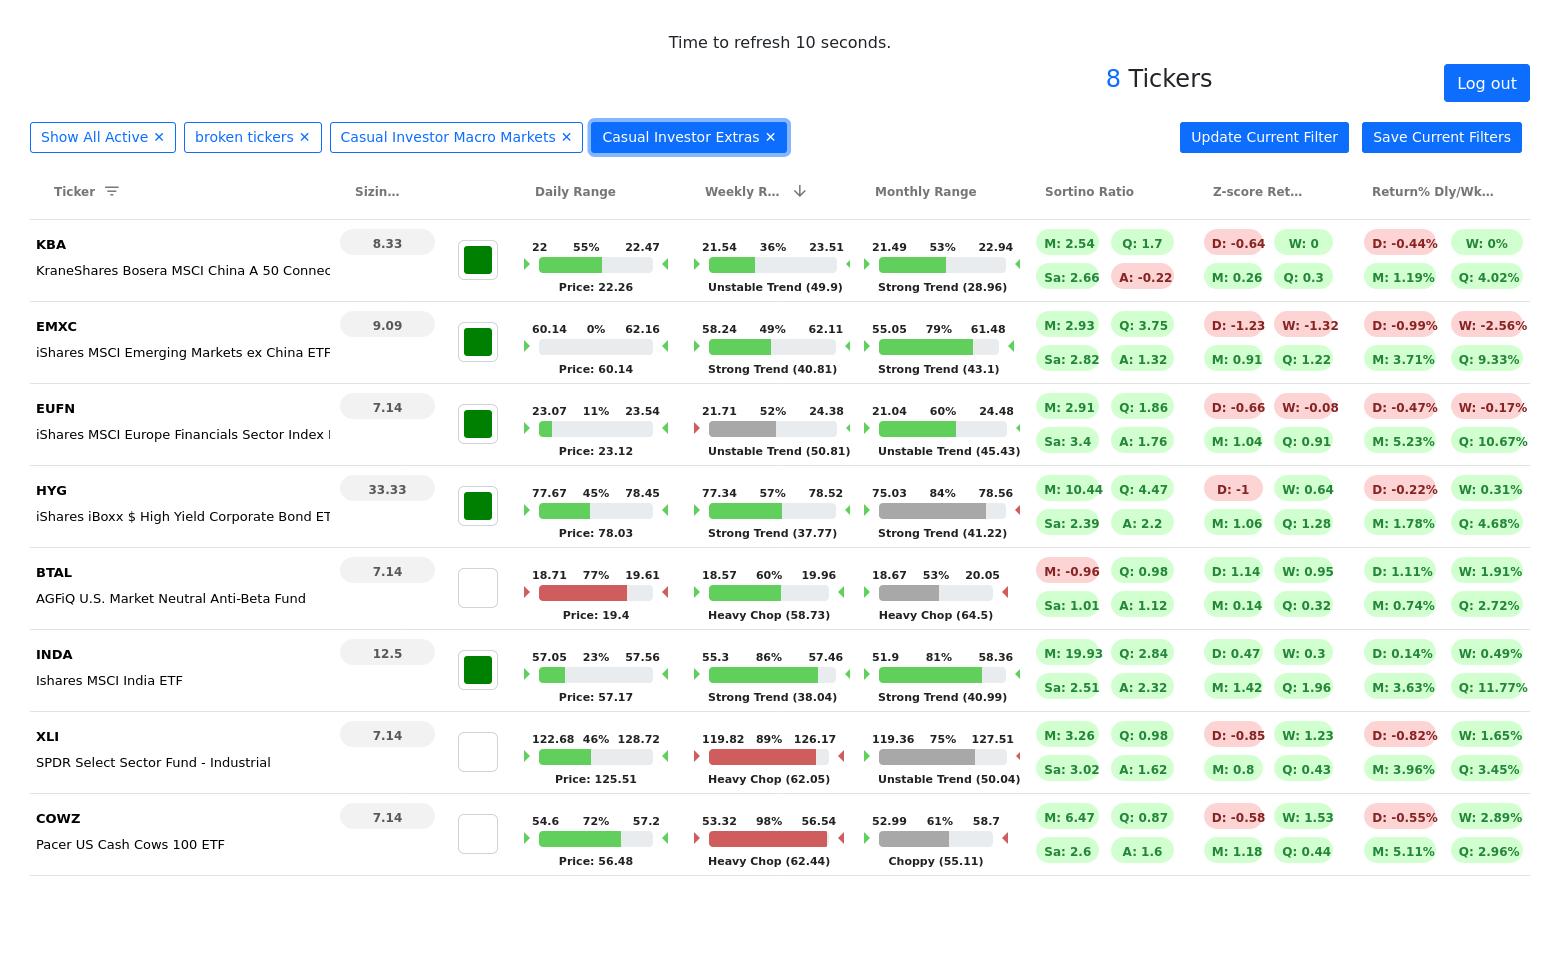 Time to refresh 10 seconds.
8 Tickers
Log out
Show All Active ✕ broken tickers ✕ Casual Investor Macro Markets ✕ Casual Investor Extras ✕ Update Current Filter Save Current Filters
Ticker Sizin… Daily Range Weekly R… Monthly Range Sortino Ratio Z-score Ret… Return% Dly/Wk…
KBA 8.33 22 55% 22.47 21.54 36% 23.51 21.49 53% 22.94 M: 2.54 Q: 1.7 D: -0.64 W: 0 D: -0.44% W: 0%
KraneShares Bosera MSCI China A 50 Connec Price: 22.26 Unstable Trend (49.9) Strong Trend (28.96) Sa: 2.66 A: -0.22 M: 0.26 Q: 0.3 M: 1.19% Q: 4.02%
EMXC 9.09 60.14 0% 62.16 58.24 49% 62.11 55.05 79% 61.48 M: 2.93 Q: 3.75 D: -1.23 W: -1.32 D: -0.99% W: -2.56%
iShares MSCI Emerging Markets ex China ETF Price: 60.14 Strong Trend (40.81) Strong Trend (43.1) Sa: 2.82 A: 1.32 M: 0.91 Q: 1.22 M: 3.71% Q: 9.33%
EUFN 7.14 23.07 11% 23.54 21.71 52% 24.38 21.04 60% 24.48 M: 2.91 Q: 1.86 D: -0.66 W: -0.08 D: -0.47% W: -0.17%
iShares MSCI Europe Financials Sector Index Price: 23.12 Unstable Trend (50.81) Unstable Trend (45.43) Sa: 3.4 A: 1.76 M: 1.04 Q: 0.91 M: 5.23% Q: 10.67%
HYG 33.33 77.67 45% 78.45 77.34 57% 78.52 75.03 84% 78.56 M: 10.44 Q: 4.47 D: -1 W: 0.64 D: -0.22% W: 0.31%
iShares iBoxx $ High Yield Corporate Bond ET Price: 78.03 Strong Trend (37.77) Strong Trend (41.22) Sa: 2.39 A: 2.2 M: 1.06 Q: 1.28 M: 1.78% Q: 4.68%
BTAL 7.14 18.71 77% 19.61 18.57 60% 19.96 18.67 53% 20.05 M: -0.96 Q: 0.98 D: 1.14 W: 0.95 D: 1.11% W: 1.91%
AGFiQ U.S. Market Neutral Anti-Beta Fund Price: 19.4 Heavy Chop (58.73) Heavy Chop (64.5) Sa: 1.01 A: 1.12 M: 0.14 Q: 0.32 M: 0.74% Q: 2.72%
INDA 12.5 57.05 23% 57.56 55.3 86% 57.46 51.9 81% 58.36 M: 19.93 Q: 2.84 D: 0.47 W: 0.3 D: 0.14% W: 0.49%
Ishares MSCI India ETF Price: 57.17 Strong Trend (38.04) Strong Trend (40.99) Sa: 2.51 A: 2.32 M: 1.42 Q: 1.96 M: 3.63% Q: 11.77%
XLI 7.14 122.68 46% 128.72 119.82 89% 126.17 119.36 75% 127.51 M: 3.26 Q: 0.98 D: -0.85 W: 1.23 D: -0.82% W: 1.65%
SPDR Select Sector Fund - Industrial Price: 125.51 Heavy Chop (62.05) Unstable Trend (50.04) Sa: 3.02 A: 1.62 M: 0.8 Q: 0.43 M: 3.96% Q: 3.45%
COWZ 7.14 54.6 72% 57.2 53.32 98% 56.54 52.99 61% 58.7 M: 6.47 Q: 0.87 D: -0.58 W: 1.53 D: -0.55% W: 2.89%
Pacer US Cash Cows 100 ETF Price: 56.48 Heavy Chop (62.44) Choppy (55.11) Sa: 2.6 A: 1.6 M: 1.18 Q: 0.44 M: 5.11% Q: 2.96%